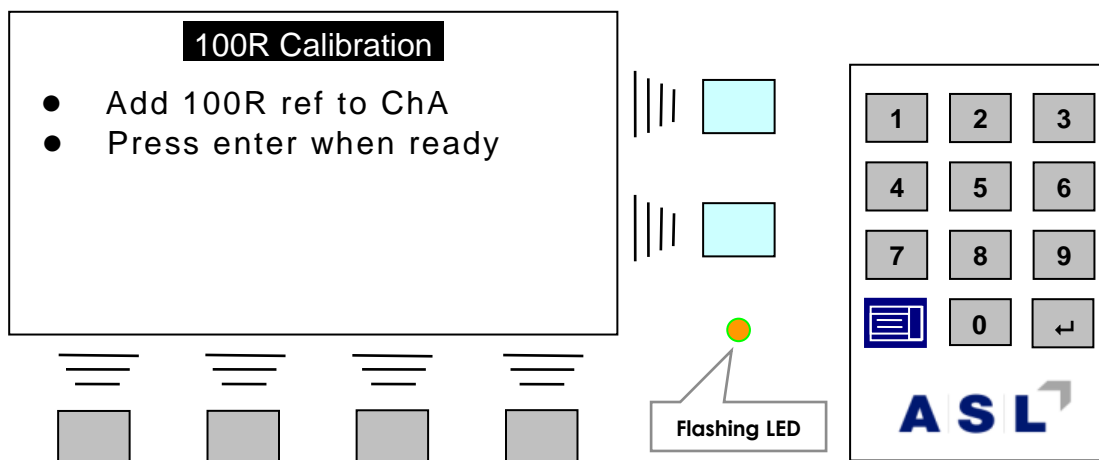 100R Calibration
● Add 100R ref to ChA
● Press enter when ready
1 2 3
4 5 6
7 8 9
0 ↵
Flashing LED
ASL